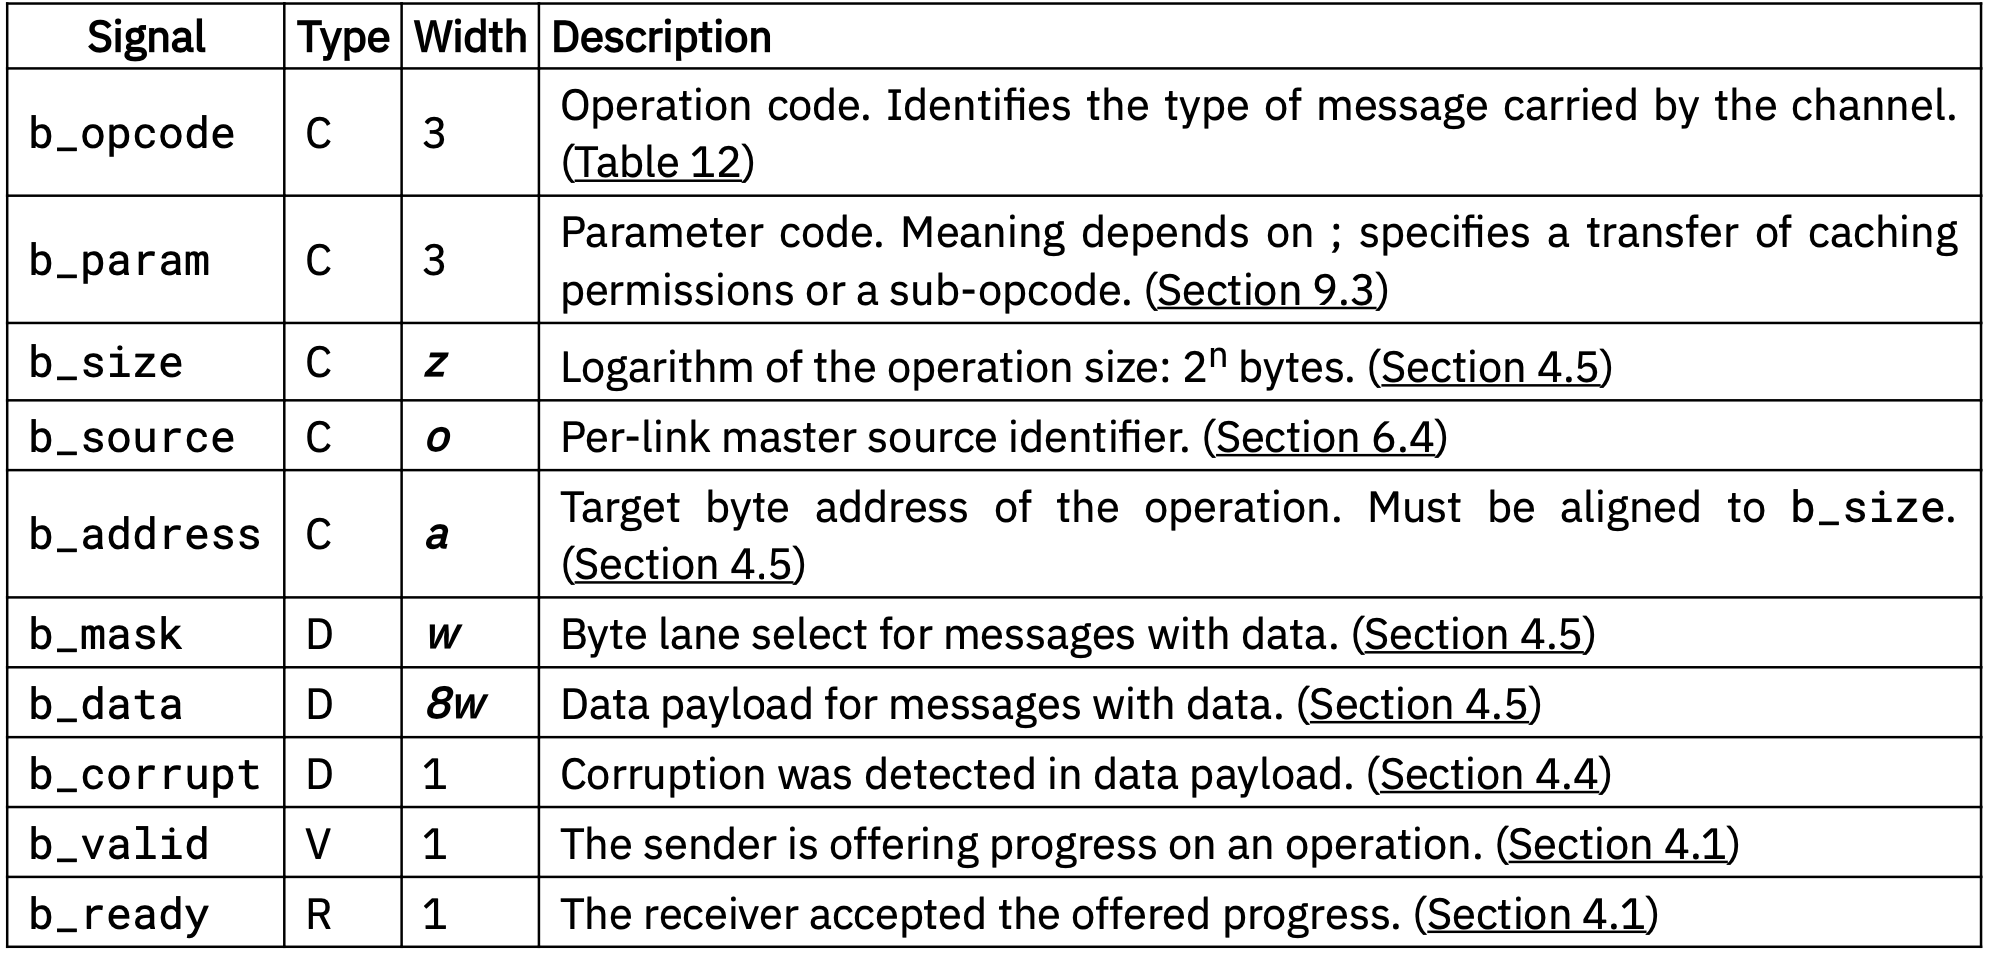 Signal Type Width Description
b_opcode C 3 Operation code. Identifies the type of message carried by the channel.
(Table 12)
b_param C 3 Parameter code. Meaning depends on ; specifies a transfer of caching
permissions or a sub-opcode. (Section 9.3)
b_size C z Logarithm of the operation size: 2ⁿ bytes. (Section 4.5)
b_source C o Per-link master source identifier. (Section 6.4)
b_address C a Target byte address of the operation. Must be aligned to b_size.
(Section 4.5)
b_mask D w Byte lane select for messages with data. (Section 4.5)
b_data D 8w Data payload for messages with data. (Section 4.5)
b_corrupt D 1 Corruption was detected in data payload. (Section 4.4)
b_valid V 1 The sender is offering progress on an operation. (Section 4.1)
b_ready R 1 The receiver accepted the offered progress. (Section 4.1)